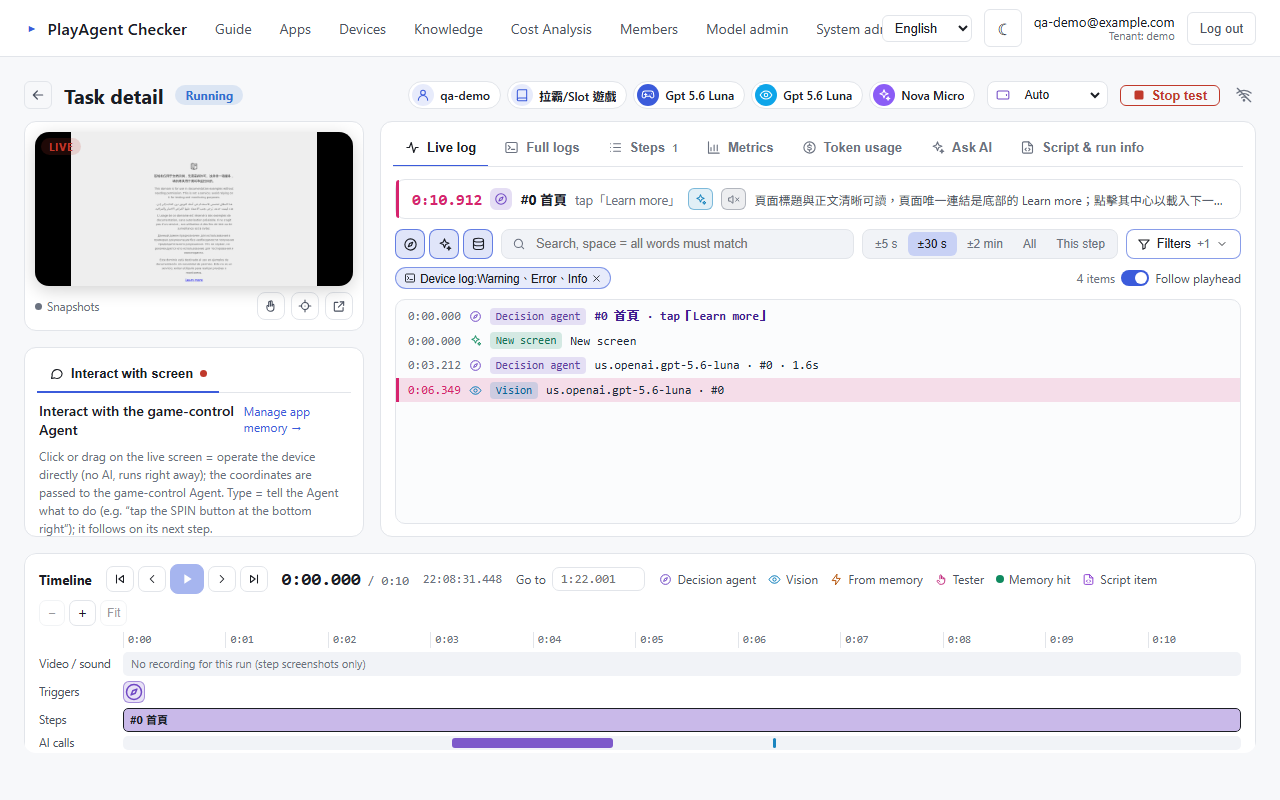 PlayAgent Checker
Guide
Apps
Devices
Knowledge
Cost Analysis
Members
Model admin
System adr
English
qa-demo@example.com
Tenant: demo
Log out
Task detail
Running
qa-demo
拉霸/Slot 遊戲
Gpt 5.6 Luna
Gpt 5.6 Luna
Nova Micro
Auto
Stop test
LIVE
Snapshots
Interact with screen
Interact with the game-control
Agent
Manage app
memory →
Click or drag on the live screen = operate the device
directly (no AI, runs right away); the coordinates are
passed to the game-control Agent. Type = tell the Agent
what to do (e.g. “tap the SPIN button at the bottom
right”); it follows on its next step.
Live log
Full logs
Steps 1
Metrics
Token usage
Ask AI
Script & run info
0:10.912 #0 首頁 tap「Learn more」 頁面標題與正文清晰可讀，頁面唯一連結是底部的 Learn more；點擊其中心以載入下一...
Search, space = all words must match
±5 s
±30 s
±2 min
All
This step
Filters +1
Device log:Warning、Error、Info ×
4 items
Follow playhead
0:00.000 Decision agent #0 首頁 · tap「Learn more」
0:00.000 New screen New screen
0:03.212 Decision agent us.openai.gpt-5.6-luna · #0 · 1.6s
0:06.349 Vision us.openai.gpt-5.6-luna · #0
Timeline
0:00.000 / 0:10
22:08:31.448
Go to
1:22.001
Decision agent
Vision
From memory
Tester
Memory hit
Script item
− + Fit
0:00 0:01 0:02 0:03 0:04 0:05 0:06 0:07 0:08 0:09 0:10
Video / sound
No recording for this run (step screenshots only)
Triggers
Steps
#0 首頁
AI calls